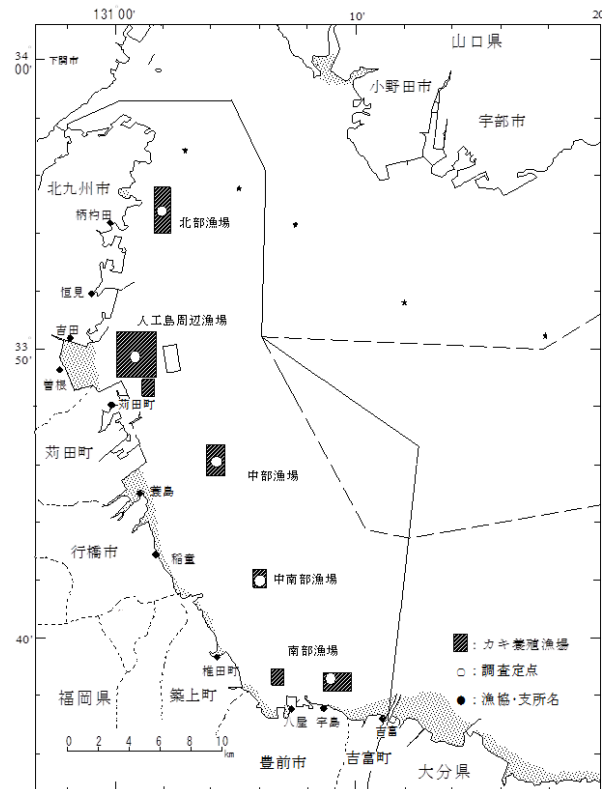 131 00'
10'
20
34
00'
山口県
下関市
小野田市
宇部市
北九州市
柄杓田
北部漁場
恒見
人工島周辺漁場
吉田
33
50'
曽根
苅田町
苅田町
中部漁場
蓑島
行橋市
稲童
中南部漁場
40'
南部漁場
：カキ養殖漁場
椎田町
：調査定点
福岡県
築上町
：漁協・支所名
八屋
宇島
吉富
0 2 4 6 8 10
km
豊前市
吉富町
大分県